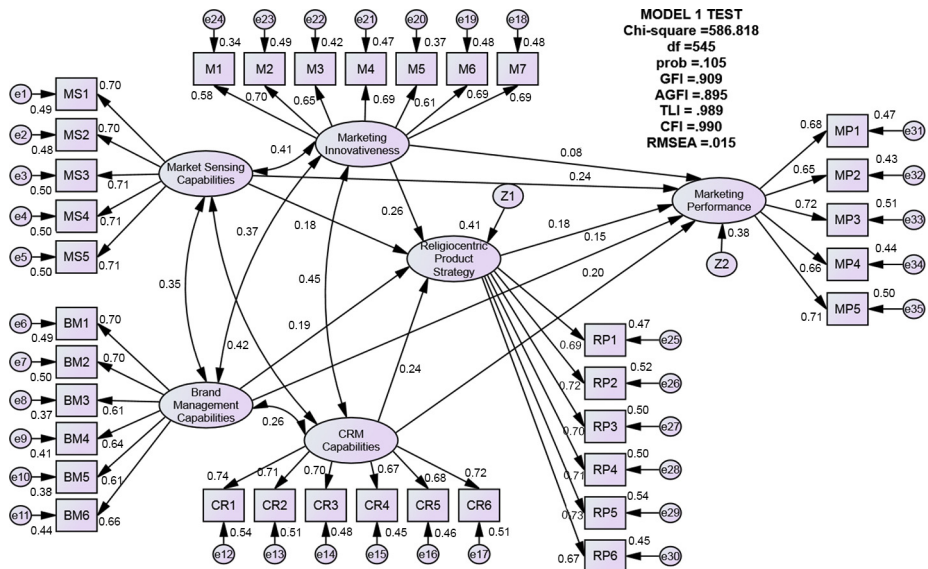 MODEL 1 TEST
Chi-square =586.818
df =545
prob =.105
GFI =.909
AGFI =.895
TLI =.989
CFI =.990
RMSEA =.015
e24 e23 e22 e21 e20 e19 e18
0.34 0.49 0.42 0.47 0.37 0.48 0.48
M1 M2 M3 M4 M5 M6 M7
0.58 0.70 0.65 0.69 0.61 0.69 0.69
Marketing
Innovativeness
e1 MS1 0.70
0.49
e2 MS2 0.70
0.48
e3 MS3 0.71
0.50
e4 MS4 0.71
0.50
e5 MS5 0.71
0.50
Market Sensing
Capabilities
0.41
0.08
0.24
0.26
0.18
0.37
0.45
0.35
0.42
0.19
0.24
0.26
0.18
0.15
0.20
Z1
0.41
Religiocentric
Product
Strategy
Marketing
Performance
0.38
Z2
0.68 MP1 0.47 e31
0.65 MP2 0.43 e32
0.72 MP3 0.51 e33
0.66 MP4 0.44 e34
0.71 MP5 0.50 e35
e6 BM1 0.70
0.49
e7 BM2 0.70
0.50
e8 BM3 0.61
0.37
e9 BM4 0.64
0.41
e10 BM5 0.61
0.38
e11 BM6 0.66
0.44
Brand
Management
Capabilities
CRM
Capabilities
0.74 0.71 0.70 0.67 0.68 0.72
CR1 CR2 CR3 CR4 CR5 CR6
0.54 0.51 0.48 0.45 0.46 0.51
e12 e13 e14 e15 e16 e17
0.69 RP1 0.47 e25
0.72 RP2 0.52 e26
0.70 RP3 0.50 e27
0.71 RP4 0.50 e28
0.73 RP5 0.54 e29
0.67 RP6 0.45 e30